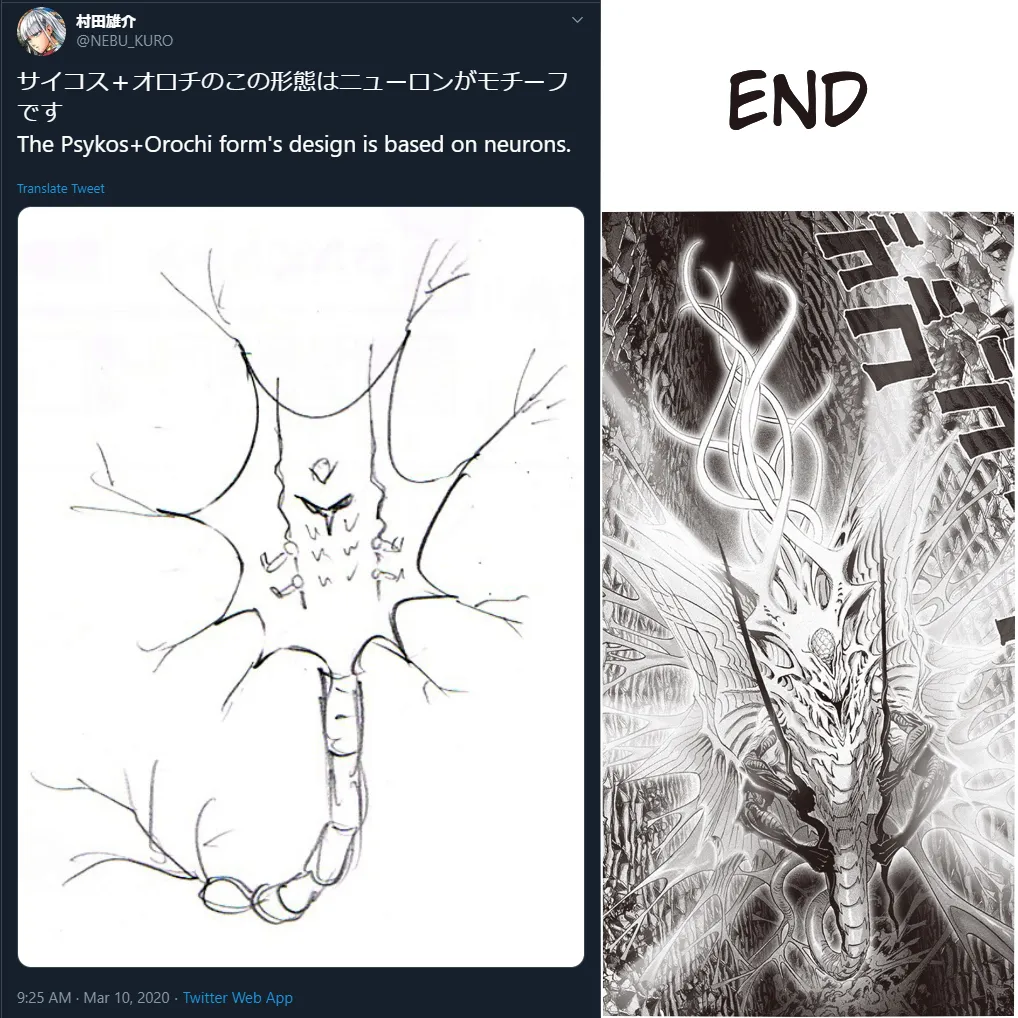 村田雄介
@NEBU_KURO
サイコス+オロチのこの形態はニューロンがモチーフ
です
The Psykos+Orochi form's design is based on neurons.
Translate Tweet
9:25 AM · Mar 10, 2020 · Twitter Web App
END